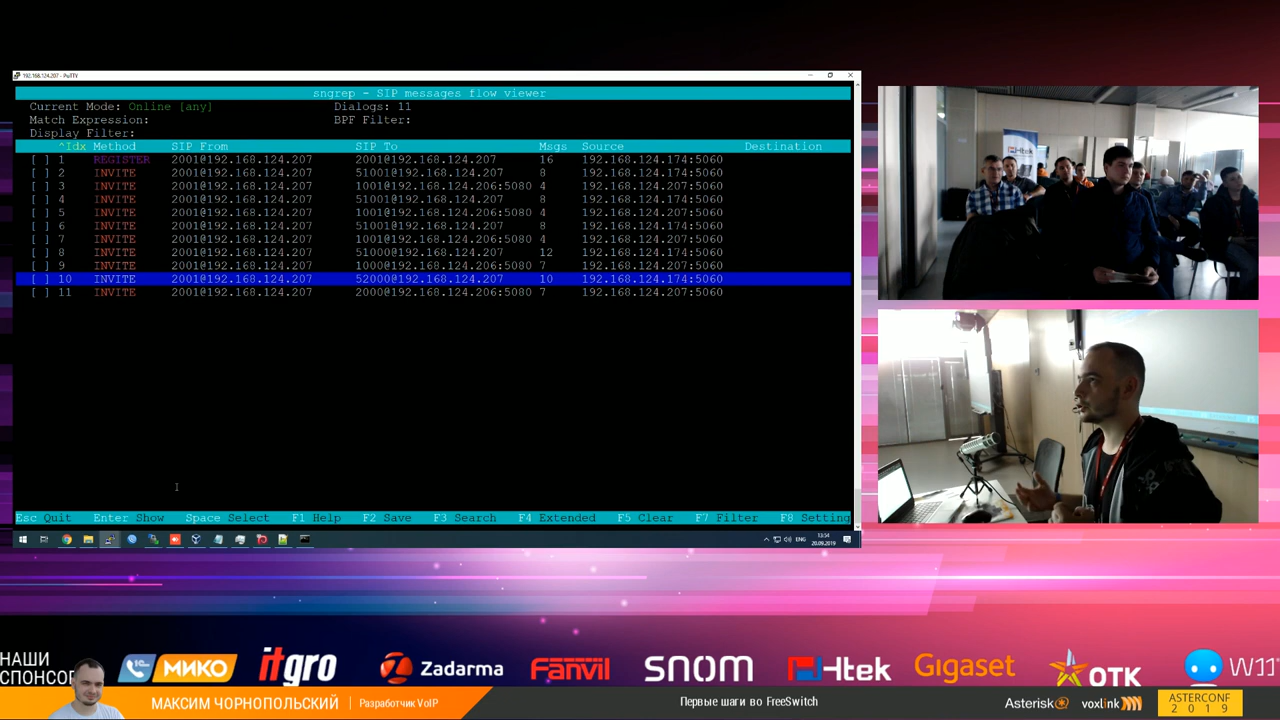 192.168.124.207 - PuTTY
sngrep - SIP messages flow viewer
Current Mode: Online [any] Dialogs: 11
Match Expression: BPF Filter:
Display Filter:
^Idx Method SIP From SIP To Msgs Source Destination
[ ] 1 REGISTER 2001@192.168.124.207 2001@192.168.124.207 16 192.168.124.174:5060
[ ] 2 INVITE 2001@192.168.124.207 51001@192.168.124.207 8 192.168.124.174:5060
[ ] 3 INVITE 2001@192.168.124.207 1001@192.168.124.206:5080 4 192.168.124.207:5060
[ ] 4 INVITE 2001@192.168.124.207 51001@192.168.124.207 8 192.168.124.174:5060
[ ] 5 INVITE 2001@192.168.124.207 1001@192.168.124.206:5080 4 192.168.124.207:5060
[ ] 6 INVITE 2001@192.168.124.207 51001@192.168.124.207 8 192.168.124.174:5060
[ ] 7 INVITE 2001@192.168.124.207 1001@192.168.124.206:5080 4 192.168.124.207:5060
[ ] 8 INVITE 2001@192.168.124.207 51000@192.168.124.207 12 192.168.124.174:5060
[ ] 9 INVITE 2001@192.168.124.207 1000@192.168.124.206:5080 7 192.168.124.207:5060
[ ] 10 INVITE 2001@192.168.124.207 52000@192.168.124.207 10 192.168.124.174:5060
[ ] 11 INVITE 2001@192.168.124.207 2000@192.168.124.206:5080 7 192.168.124.207:5060
Esc Quit Enter Show Space Select F1 Help F2 Save F3 Search F4 Extended F5 Clear F7 Filter F8 Setting
ENG 13:54
20.09.2019
Htek
НАШИ
СПОНСОР
1С МИКО
itgro
Zadarma
FANVIL
SNOM
Htek
Gigaset
ОТК
W11
МАКСИМ ЧОРНОПОЛЬСКИЙ | Разработчик VoIP
Первые шаги во FreeSwitch
Asterisk voxlink
ASTERCONF
2019